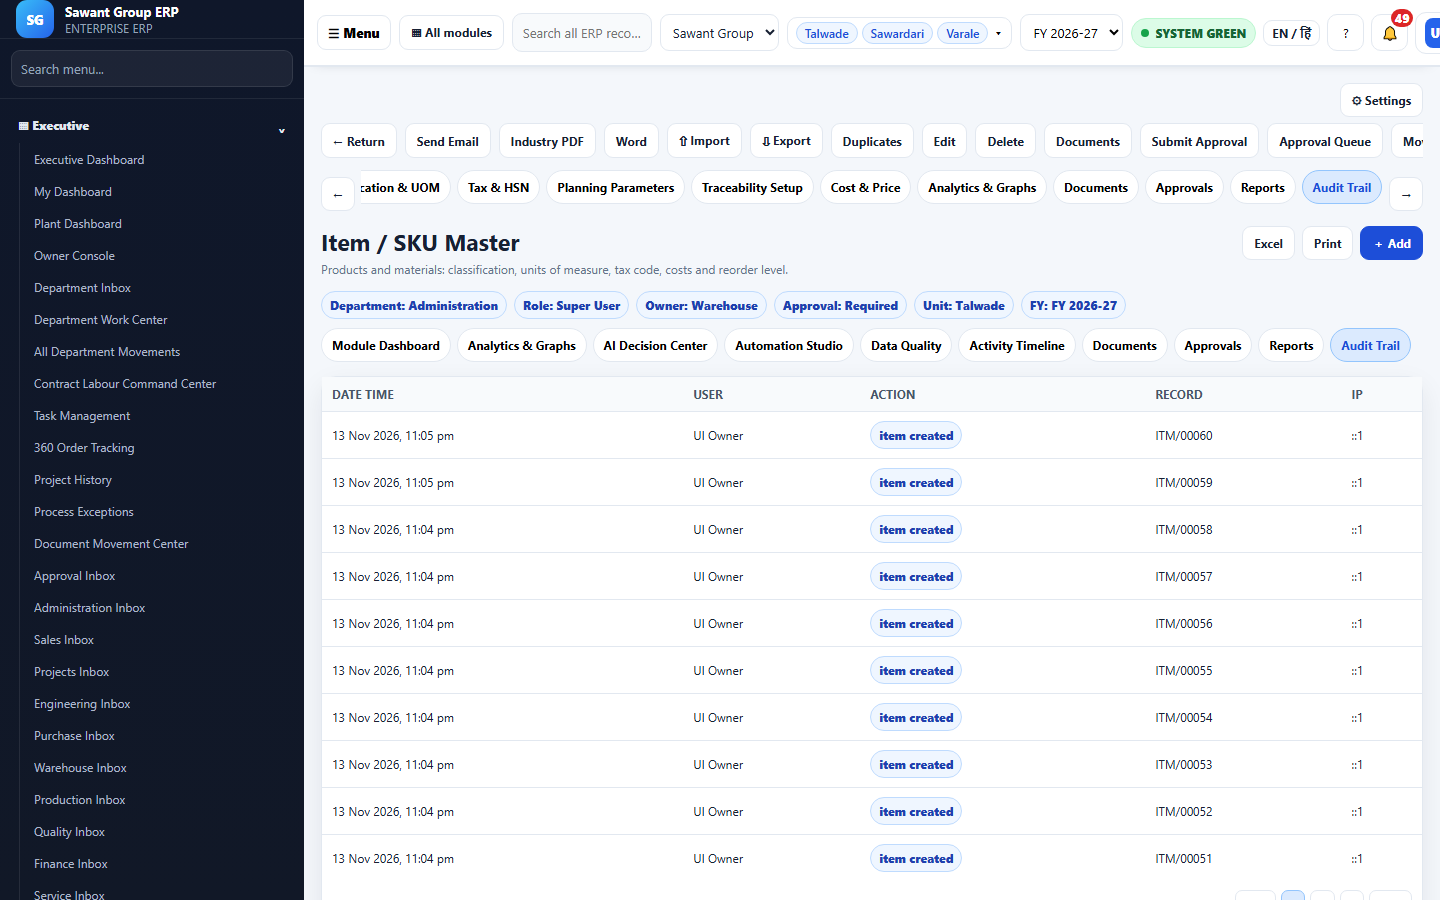 SG
Sawant Group ERP
ENTERPRISE ERP
Search menu...
Executive
Executive Dashboard
My Dashboard
Plant Dashboard
Owner Console
Department Inbox
Department Work Center
All Department Movements
Contract Labour Command Center
Task Management
360 Order Tracking
Project History
Process Exceptions
Document Movement Center
Approval Inbox
Administration Inbox
Sales Inbox
Projects Inbox
Engineering Inbox
Purchase Inbox
Warehouse Inbox
Production Inbox
Quality Inbox
Finance Inbox
Service Inbox
☰ Menu All modules Search all ERP reco... Sawant Group Talwade Sawardari Varale FY 2026-27 SYSTEM GREEN EN / हिं ? 49 U
⚙ Settings
← Return Send Email Industry PDF Word ⇧ Import ⇩ Export Duplicates Edit Delete Documents Submit Approval Approval Queue Mov
← cation & UOM Tax & HSN Planning Parameters Traceability Setup Cost & Price Analytics & Graphs Documents Approvals Reports Audit Trail →
Item / SKU Master Excel Print + Add
Products and materials: classification, units of measure, tax code, costs and reorder level.
Department: Administration Role: Super User Owner: Warehouse Approval: Required Unit: Talwade FY: FY 2026-27
Module Dashboard Analytics & Graphs AI Decision Center Automation Studio Data Quality Activity Timeline Documents Approvals Reports Audit Trail
DATE TIME USER ACTION RECORD IP
13 Nov 2026, 11:05 pm UI Owner item created ITM/00060 ::1
13 Nov 2026, 11:05 pm UI Owner item created ITM/00059 ::1
13 Nov 2026, 11:04 pm UI Owner item created ITM/00058 ::1
13 Nov 2026, 11:04 pm UI Owner item created ITM/00057 ::1
13 Nov 2026, 11:04 pm UI Owner item created ITM/00056 ::1
13 Nov 2026, 11:04 pm UI Owner item created ITM/00055 ::1
13 Nov 2026, 11:04 pm UI Owner item created ITM/00054 ::1
13 Nov 2026, 11:04 pm UI Owner item created ITM/00053 ::1
13 Nov 2026, 11:04 pm UI Owner item created ITM/00052 ::1
13 Nov 2026, 11:04 pm UI Owner item created ITM/00051 ::1